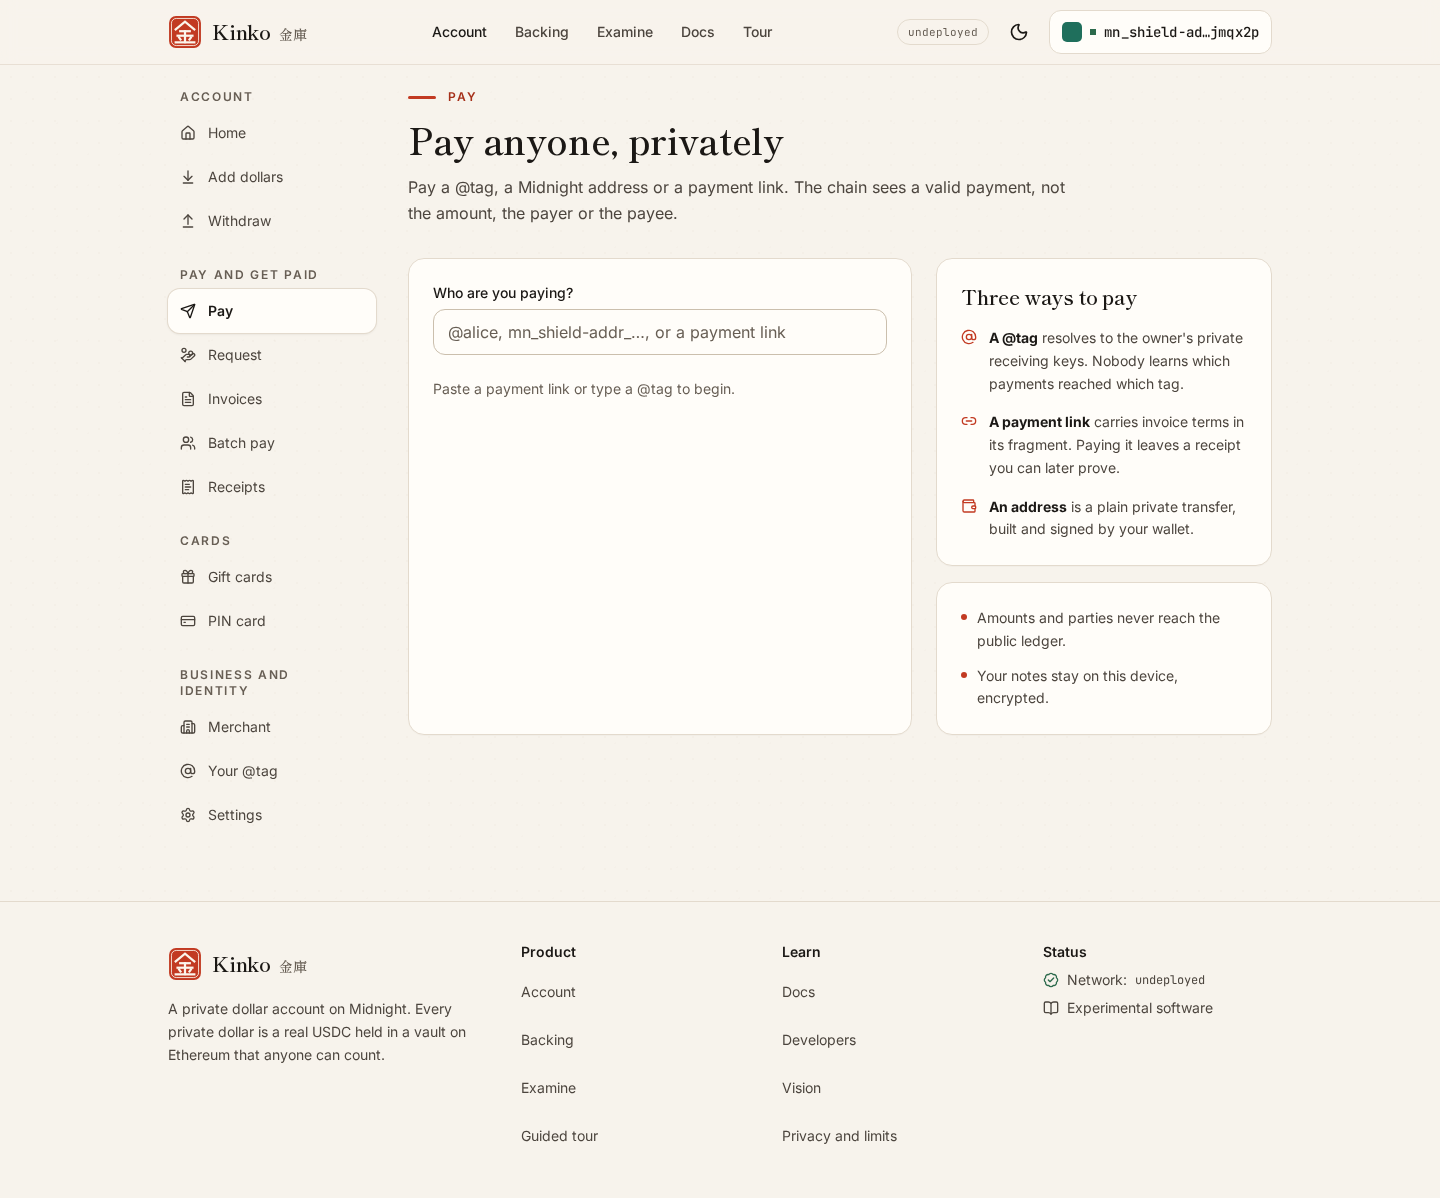 金 Kinko 金庫
Account
Backing
Examine
Docs
Tour
undeployed
mn_shield-ad…jmqx2p
ACCOUNT
Home
Add dollars
Withdraw
PAY AND GET PAID
Pay
Request
Invoices
Batch pay
Receipts
CARDS
Gift cards
PIN card
BUSINESS AND
IDENTITY
Merchant
Your @tag
Settings
PAY
Pay anyone, privately
Pay a @tag, a Midnight address or a payment link. The chain sees a valid payment, not
the amount, the payer or the payee.
Who are you paying?
@alice, mn_shield-addr_…, or a payment link
Paste a payment link or type a @tag to begin.
Three ways to pay
A @tag resolves to the owner's private
receiving keys. Nobody learns which
payments reached which tag.
A payment link carries invoice terms in
its fragment. Paying it leaves a receipt
you can later prove.
An address is a plain private transfer,
built and signed by your wallet.
Amounts and parties never reach the
public ledger.
Your notes stay on this device,
encrypted.
金 Kinko 金庫
A private dollar account on Midnight. Every
private dollar is a real USDC held in a vault on
Ethereum that anyone can count.
Product
Account
Backing
Examine
Guided tour
Learn
Docs
Developers
Vision
Privacy and limits
Status
Network: undeployed
Experimental software